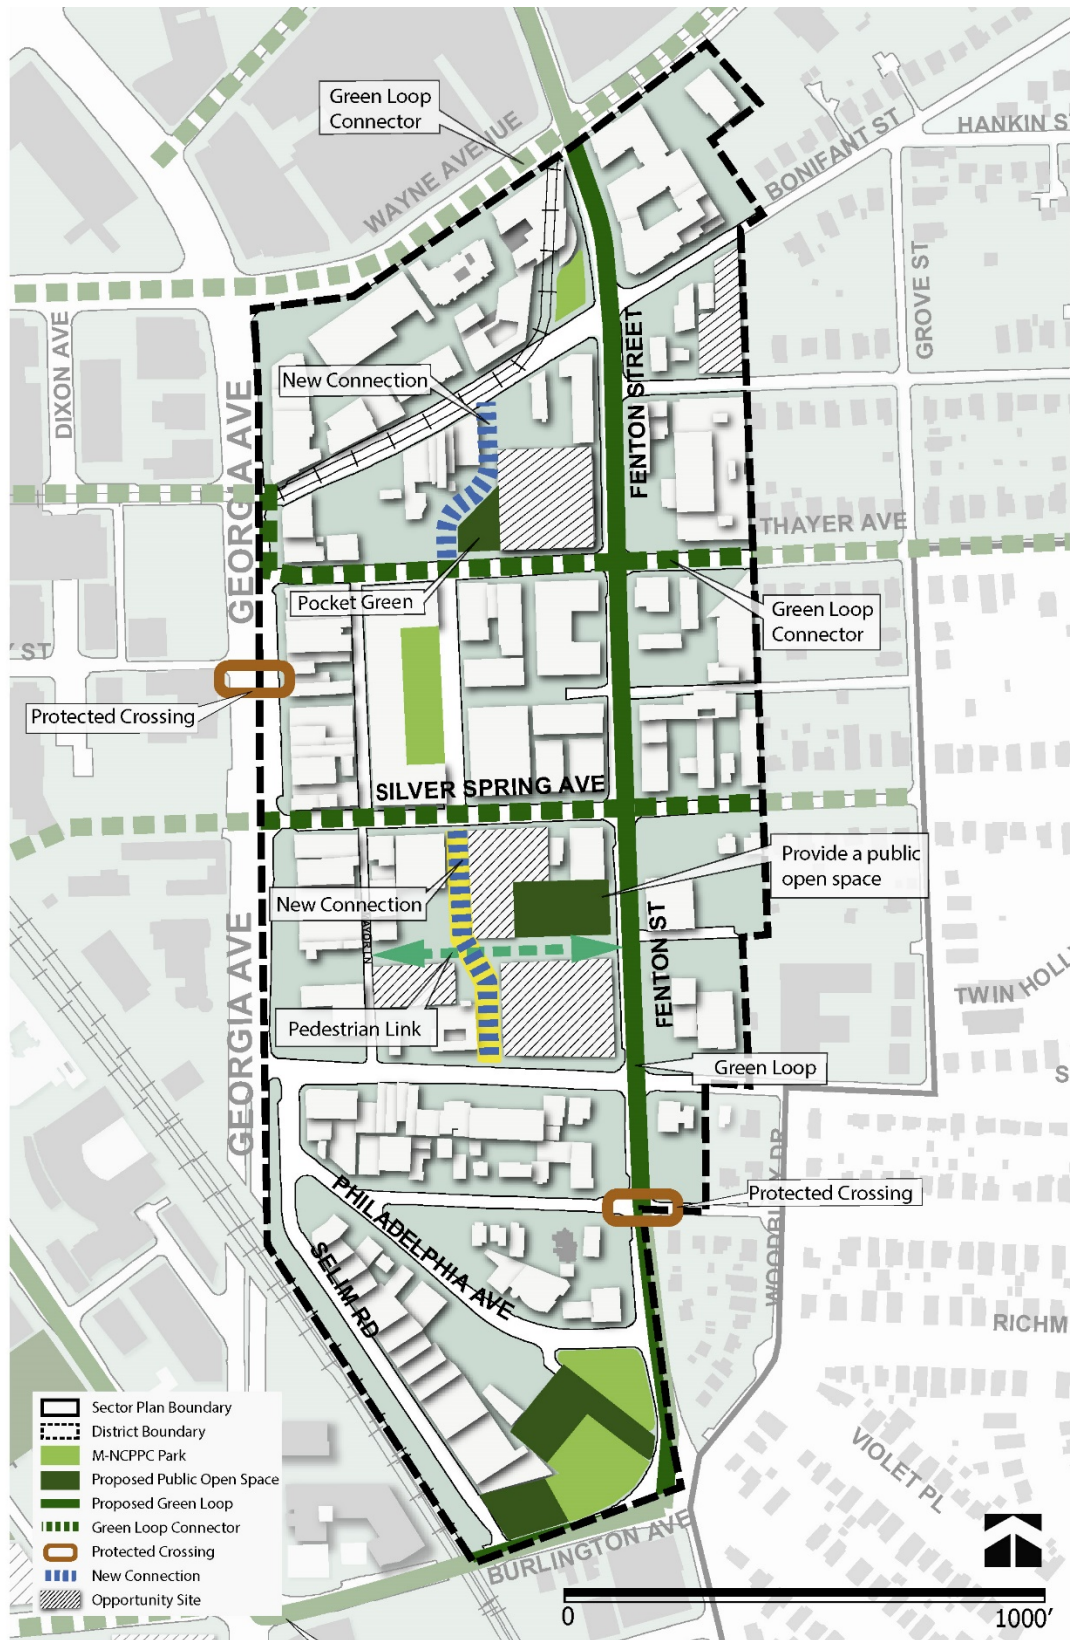 Green Loop
Connector
WAYNE AVENUE
HANKIN S
BONIFANT ST
GROVE ST
DIXON AVE
New Connection
FENTON STREET
GEORGIA AVE
THAYER AVE
Pocket Green
Green Loop
Connector
Y ST
Protected Crossing
SILVER SPRING AVE
Provide a public
open space
New Connection
FENTON ST
GEORGIA AVE
TWIN HOLL
Pedestrian Link
Green Loop
S
WOODBURY DR
Protected Crossing
PHILADELPHIA AVE
SELIM RD
RICHM
VIOLET PL
BURLINGTON AVE
Sector Plan Boundary
District Boundary
M-NCPPC Park
Proposed Public Open Space
Proposed Green Loop
Green Loop Connector
Protected Crossing
New Connection
Opportunity Site
0 1000'